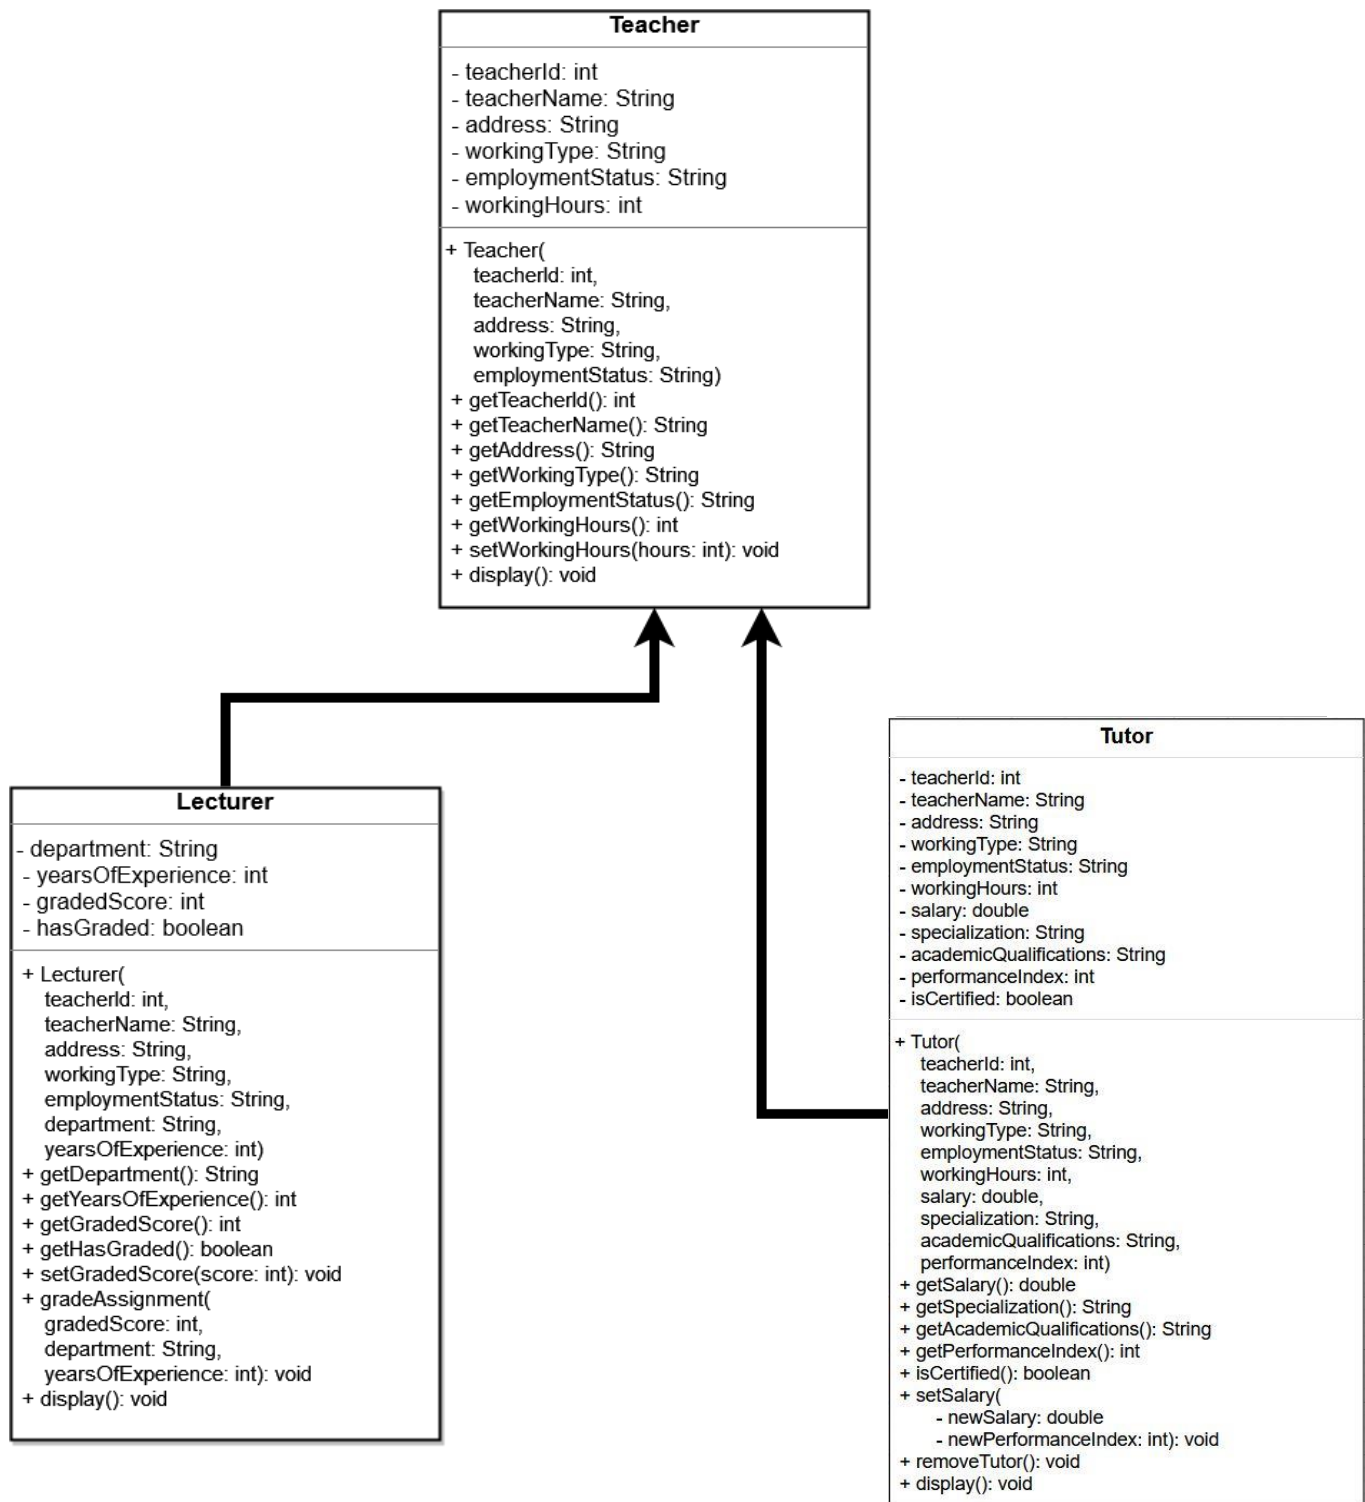 Teacher
- teacherId: int
- teacherName: String
- address: String
- workingType: String
- employmentStatus: String
- workingHours: int
+ Teacher(
teacherId: int,
teacherName: String,
address: String,
workingType: String,
employmentStatus: String)
+ getTeacherId(): int
+ getTeacherName(): String
+ getAddress(): String
+ getWorkingType(): String
+ getEmploymentStatus(): String
+ getWorkingHours(): int
+ setWorkingHours(hours: int): void
+ display(): void
Lecturer
- department: String
- yearsOfExperience: int
- gradedScore: int
- hasGraded: boolean
+ Lecturer(
teacherId: int,
teacherName: String,
address: String,
workingType: String,
employmentStatus: String,
department: String,
yearsOfExperience: int)
+ getDepartment(): String
+ getYearsOfExperience(): int
+ getGradedScore(): int
+ getHasGraded(): boolean
+ setGradedScore(score: int): void
+ gradeAssignment(
gradedScore: int,
department: String,
yearsOfExperience: int): void
+ display(): void
Tutor
- teacherId: int
- teacherName: String
- address: String
- workingType: String
- employmentStatus: String
- workingHours: int
- salary: double
- specialization: String
- academicQualifications: String
- performanceIndex: int
- isCertified: boolean
+ Tutor(
teacherId: int,
teacherName: String,
address: String,
workingType: String,
employmentStatus: String,
workingHours: int,
salary: double,
specialization: String,
academicQualifications: String,
performanceIndex: int)
+ getSalary(): double
+ getSpecialization(): String
+ getAcademicQualifications(): String
+ getPerformanceIndex(): int
+ isCertified(): boolean
+ setSalary(
- newSalary: double
- newPerformanceIndex: int): void
+ removeTutor(): void
+ display(): void